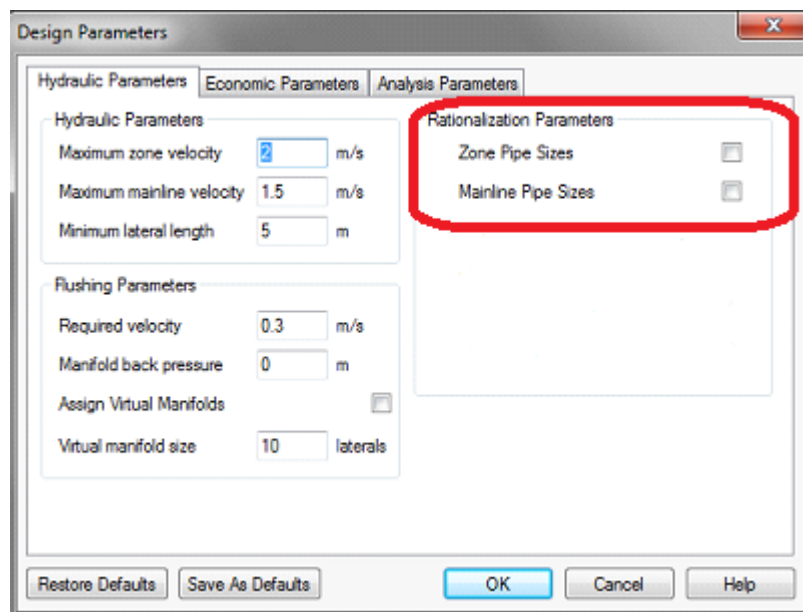 Design Parameters
x
Hydraulic Parameters Economic Parameters Analysis Parameters
Hydraulic Parameters
Maximum zone velocity 2 m/s
Maximum mainline velocity 1.5 m/s
Minimum lateral length 5 m
Flushing Parameters
Required velocity 0.3 m/s
Manifold back pressure 0 m
Assign Virtual Manifolds
Virtual manifold size 10 laterals
Rationalization Parameters
Zone Pipe Sizes
Mainline Pipe Sizes
Restore Defaults Save As Defaults OK Cancel Help